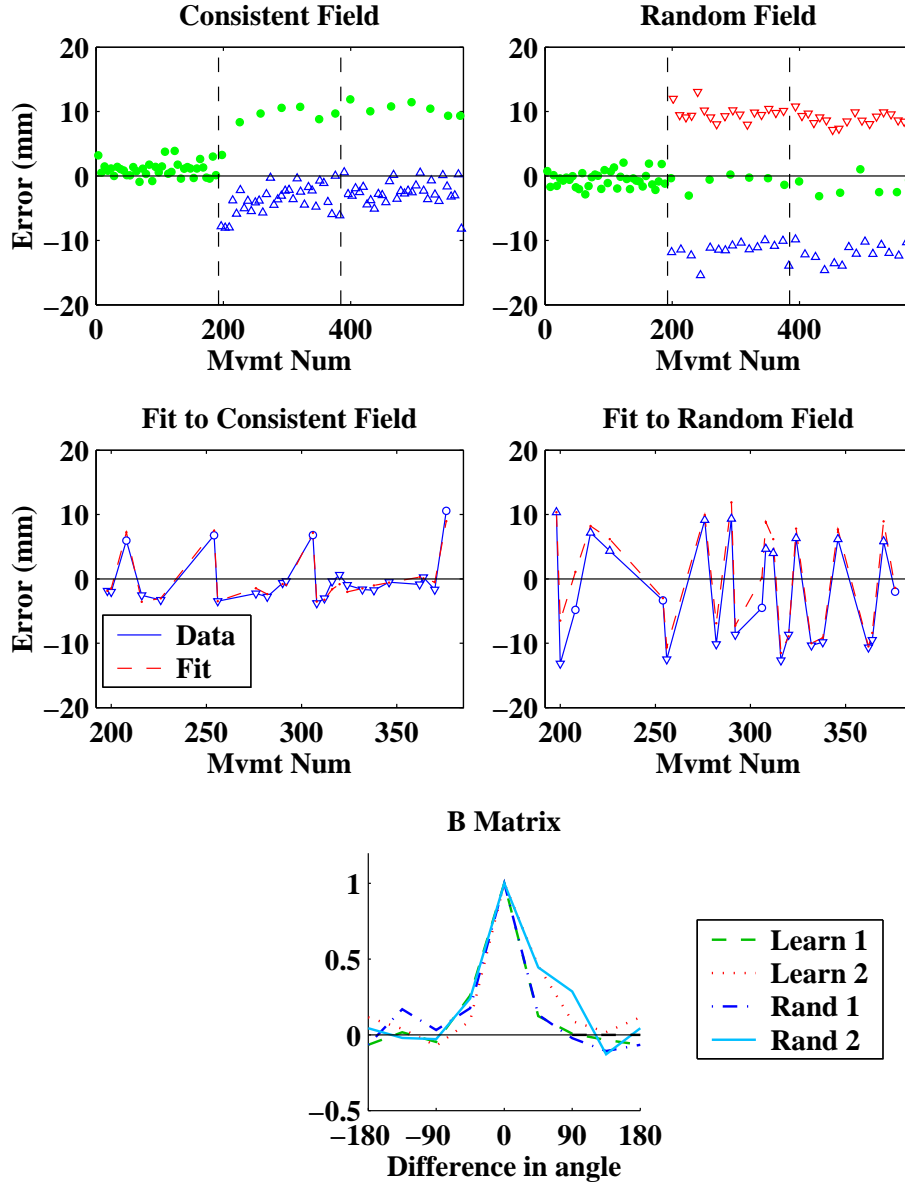 Consistent Field
Random Field
20
10
0
−10
−20
Error (mm)
0
200
400
Mvmt Num
20
10
0
−10
−20
0
200
400
Mvmt Num
Fit to Consistent Field
Fit to Random Field
20
10
0
−10
−20
Error (mm)
Data
Fit
200
250
300
350
Mvmt Num
20
10
0
−10
−20
200
250
300
350
Mvmt Num
B Matrix
1
0.5
0
−0.5
−180
−90
0
90
180
Difference in angle
Learn 1
Learn 2
Rand 1
Rand 2